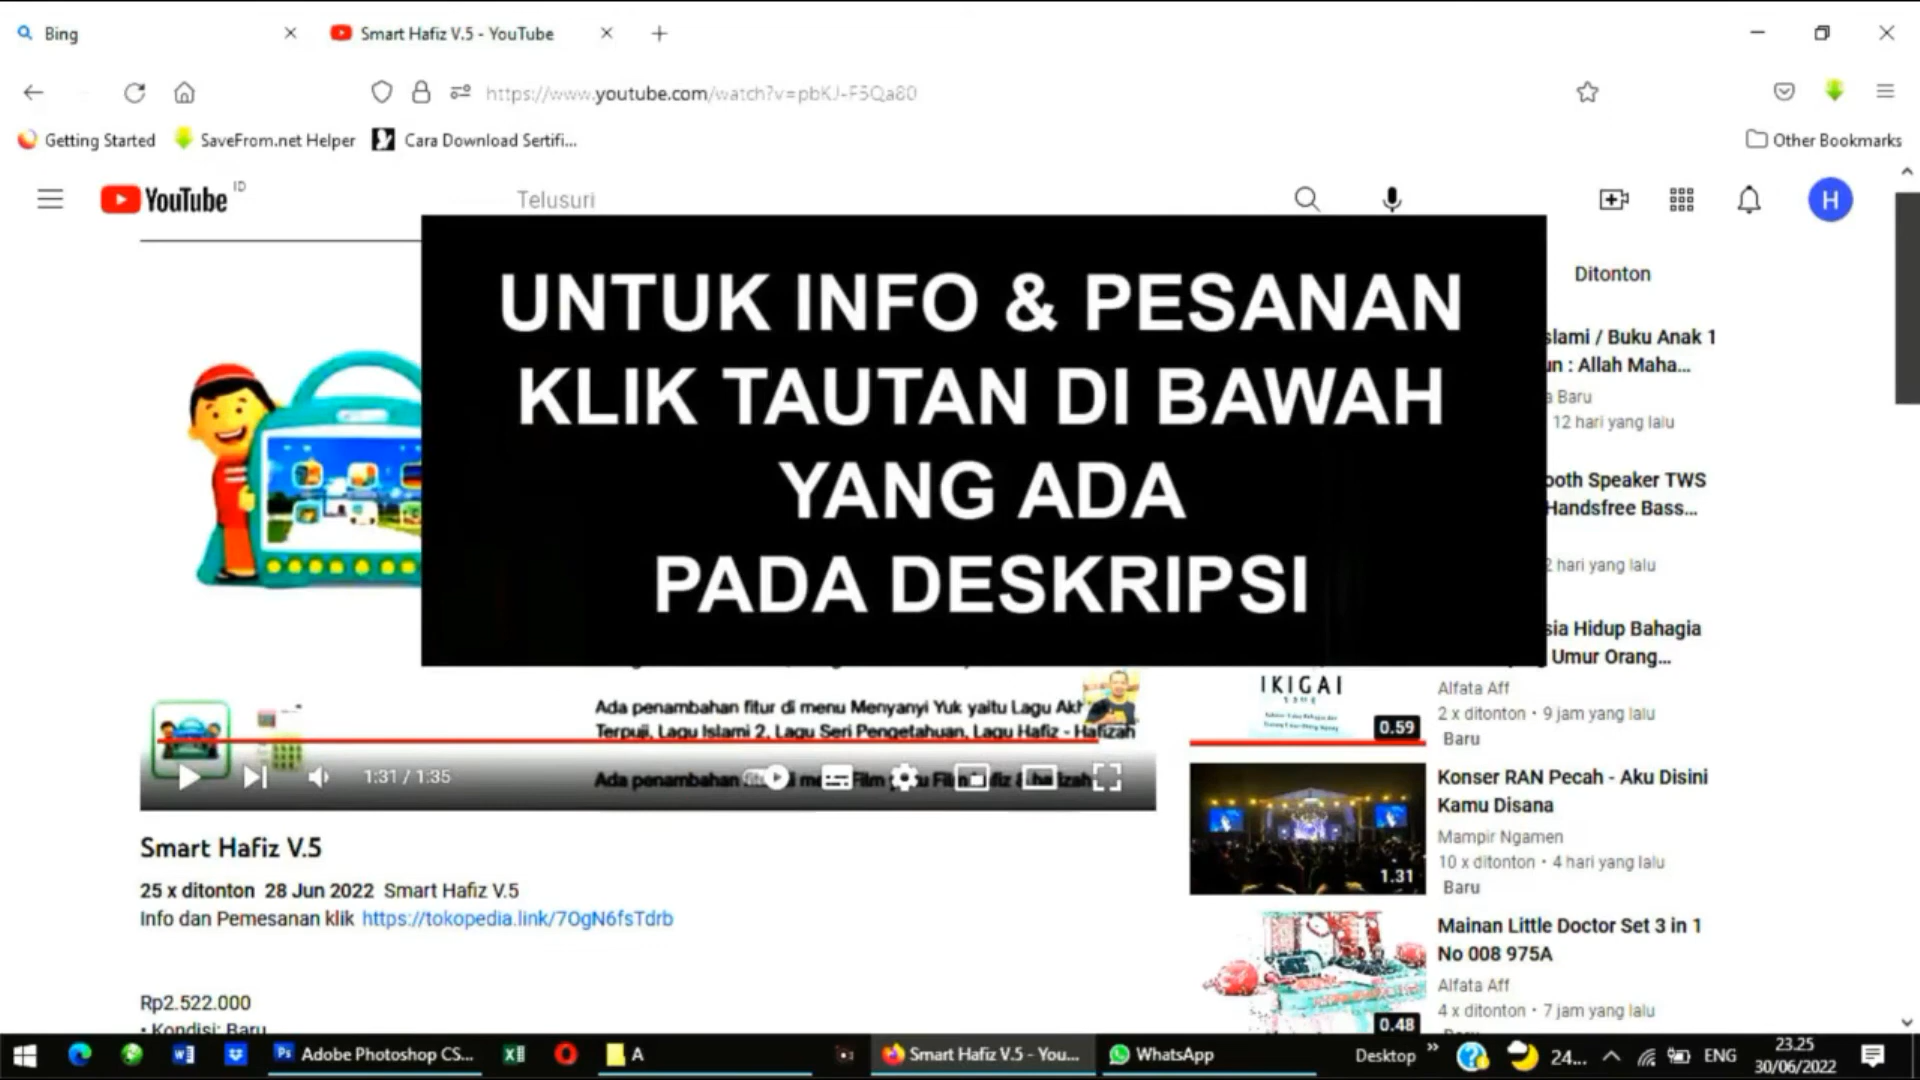 Bing
Smart Hafiz V.5 - YouTube
https://www.youtube.com/watch?v=pbKJ-F5Qa80
Getting Started
SaveFrom.net Helper
Cara Download Sertifi...
Other Bookmarks
YouTube ID
Telusuri
H
UNTUK INFO & PESANAN
KLIK TAUTAN DI BAWAH
YANG ADA
PADA DESKRIPSI
Ditonton
slami / Buku Anak 1
un : Allah Maha...
a Baru
12 hari yang lalu
ooth Speaker TWS
Handsfree Bass...
2 hari yang lalu
sia Hidup Bahagia
Umur Orang...
IKIGAI
Alfata Aff
2 x ditonton • 9 jam yang lalu
0.59
Baru
Ada penambahan fitur di menu Menyanyi Yuk yaitu Lagu
Terpuji, Lagu Islami 2, Lagu Seri Pengetahuan, Lagu Hafiz - Hafizah
Ada penambahan
1:31 / 1:35
Konser RAN Pecah - Aku Disini
Kamu Disana
Mampir Ngamen
10 x ditonton • 4 hari yang lalu
1.31
Baru
Smart Hafiz V.5
25 x ditonton 28 Jun 2022 Smart Hafiz V.5
Info dan Pemesanan klik https://tokopedia.link/7OgN6fsTdrb
Mainan Little Doctor Set 3 in 1
No 008 975A
Alfata Aff
4 x ditonton • 7 jam yang lalu
0.48
Rp2.522.000
• Kondisi: Baru
Adobe Photoshop CS...
A
Smart Hafiz V.5 - You...
WhatsApp
Desktop
24...
ENG
23.25
30/06/2022